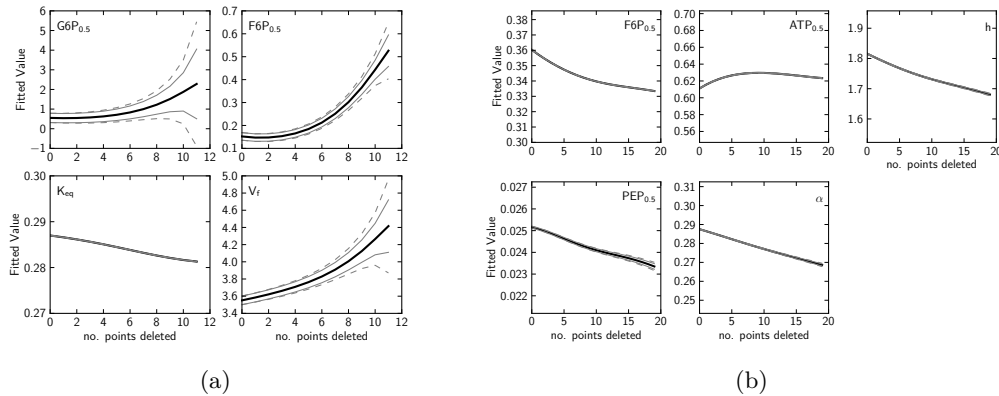 G6P0.5
6
5
4
3
2
1
0
−1
0 2 4 6 8 10 12
Fitted Value
F6P0.5
0.7
0.6
0.5
0.4
0.3
0.2
0.1
0 2 4 6 8 10 12
Keq
0.30
0.29
0.28
0.27
0 2 4 6 8 10 12
Fitted Value
no. points deleted
Vf
5.0
4.8
4.6
4.4
4.2
4.0
3.8
3.6
3.4
0 2 4 6 8 10 12
no. points deleted
(a)
F6P0.5
0.38
0.37
0.36
0.35
0.34
0.33
0.32
0.31
0.30
0 5 10 15 20
Fitted Value
ATP0.5
0.70
0.68
0.66
0.64
0.62
0.60
0.58
0.56
0 5 10 15 20
h
1.9
1.8
1.7
1.6
0 5 10 15 20
no. points deleted
PEP0.5
0.027
0.026
0.025
0.024
0.023
0.022
0 5 10 15 20
Fitted Value
no. points deleted
α
0.31
0.30
0.29
0.28
0.27
0.26
0.25
0 5 10 15 20
no. points deleted
(b)